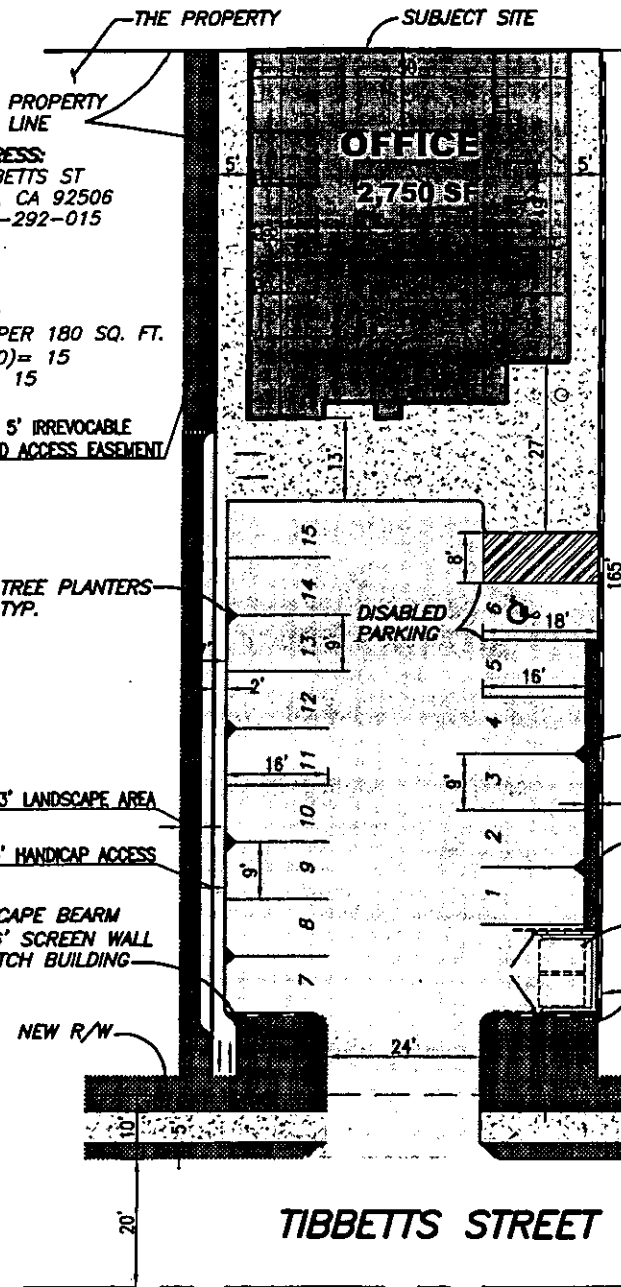 THE PROPERTY
SUBJECT SITE
PROPERTY
LINE
RESS:
BETTS ST
CA 92506
-292-015
OFFICE
2,750 SF
5'
5'
PER 180 SQ. FT.
0)= 15
15
5' IRREVOCABLE
D ACCESS EASEMENT
13'
27'
165'
TREE PLANTERS
TYP.
DISABLED
PARKING
8'
18'
16'
9'
2'
16'
9'
9'
15
14
13
12
11
10
9
8
7
6
5
4
3
2
1
3' LANDSCAPE AREA
' HANDICAP ACCESS
CAPE BEARM
6' SCREEN WALL
TCH BUILDING
NEW R/W
24'
10'
5'
20'
TIBBETTS STREET